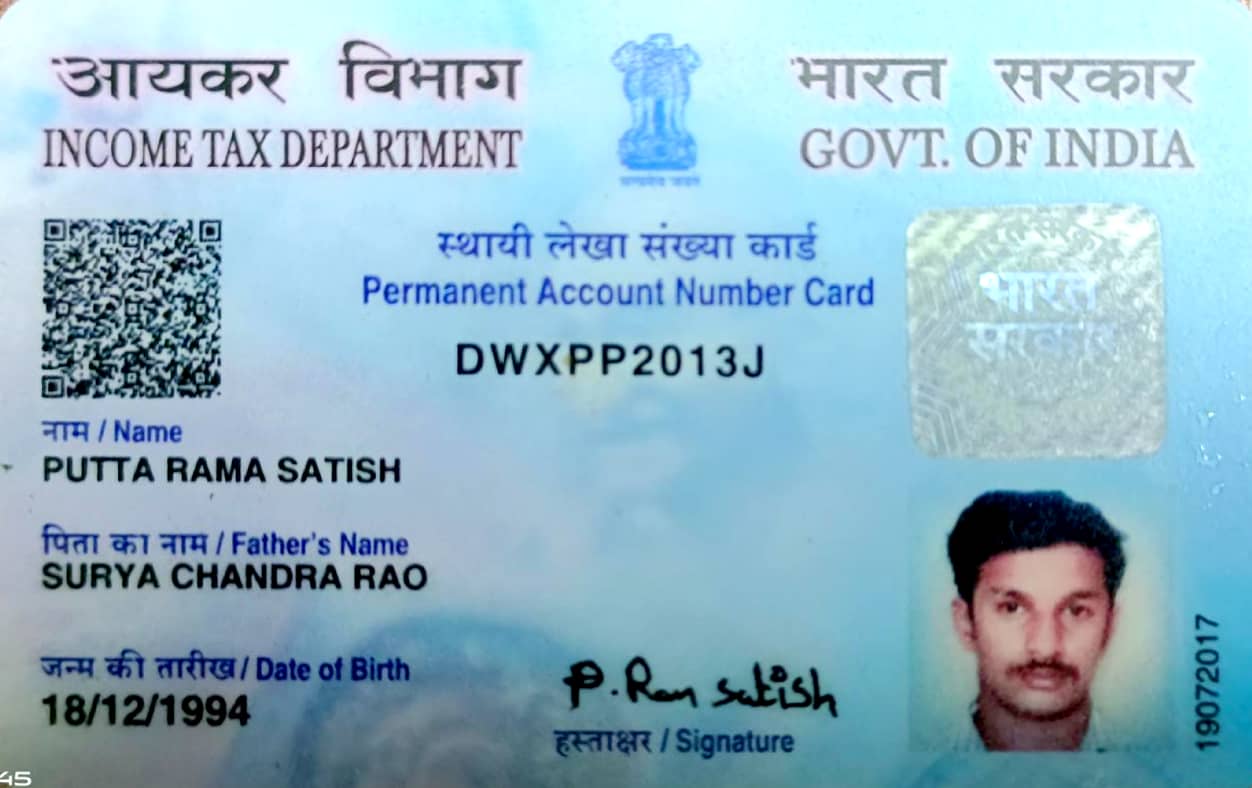 आयकर विभाग
INCOME TAX DEPARTMENT
भारत सरकार
GOVT. OF INDIA
सत्यमेव जयते
स्थायी लेखा संख्या कार्ड
Permanent Account Number Card
DWXPP2013J
भारत
सरकार
नाम / Name
PUTTA RAMA SATISH
पिता का नाम / Father's Name
SURYA CHANDRA RAO
जन्म की तारीख / Date of Birth
18/12/1994
P. Ram Satish
हस्ताक्षर / Signature
19072017
45